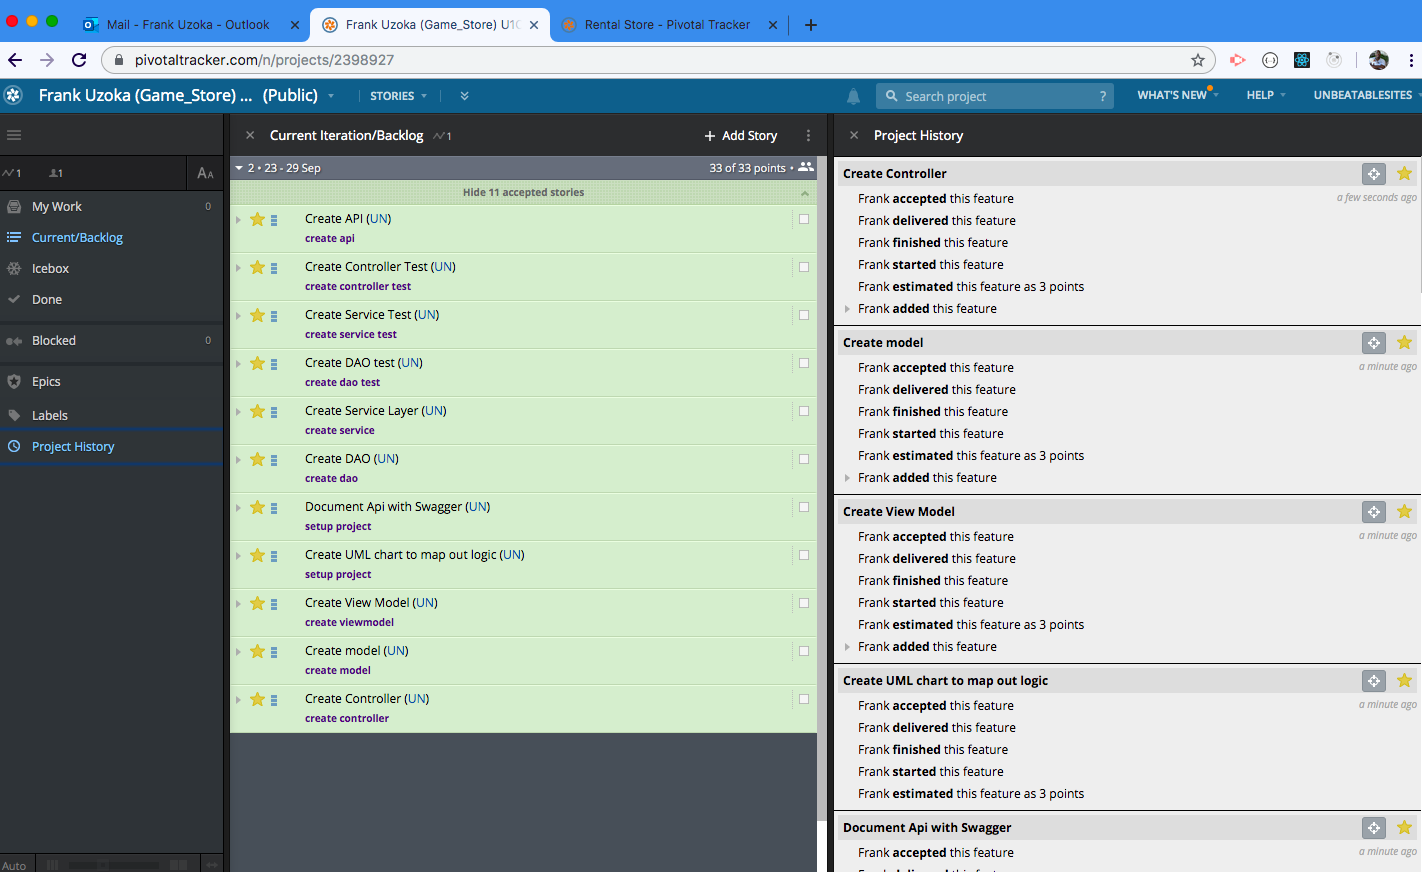 Mail - Frank Uzoka - Outlook
Frank Uzoka (Game_Store) U1C
Rental Store - Pivotal Tracker
pivotaltracker.com/n/projects/2398927
Frank Uzoka (Game_Store) ... (Public)
STORIES
Search project
?
WHAT'S NEW
HELP
UNBEATABLESITES
1
1
AA
My Work 0
Current/Backlog
Icebox
Done
Blocked 0
Epics
Labels
Project History
Auto
Current Iteration/Backlog 1
+ Add Story
2 • 23 - 29 Sep
33 of 33 points •
Hide 11 accepted stories
Create API (UN)
create api
Create Controller Test (UN)
create controller test
Create Service Test (UN)
create service test
Create DAO test (UN)
create dao test
Create Service Layer (UN)
create service
Create DAO (UN)
create dao
Document Api with Swagger (UN)
setup project
Create UML chart to map out logic (UN)
setup project
Create View Model (UN)
create viewmodel
Create model (UN)
create model
Create Controller (UN)
create controller
Project History
Create Controller
Frank accepted this feature a few seconds ago
Frank delivered this feature
Frank finished this feature
Frank started this feature
Frank estimated this feature as 3 points
Frank added this feature
Create model
Frank accepted this feature a minute ago
Frank delivered this feature
Frank finished this feature
Frank started this feature
Frank estimated this feature as 3 points
Frank added this feature
Create View Model
Frank accepted this feature a minute ago
Frank delivered this feature
Frank finished this feature
Frank started this feature
Frank estimated this feature as 3 points
Frank added this feature
Create UML chart to map out logic
Frank accepted this feature a minute ago
Frank delivered this feature
Frank finished this feature
Frank started this feature
Frank estimated this feature as 3 points
Document Api with Swagger
Frank accepted this feature a minute ago